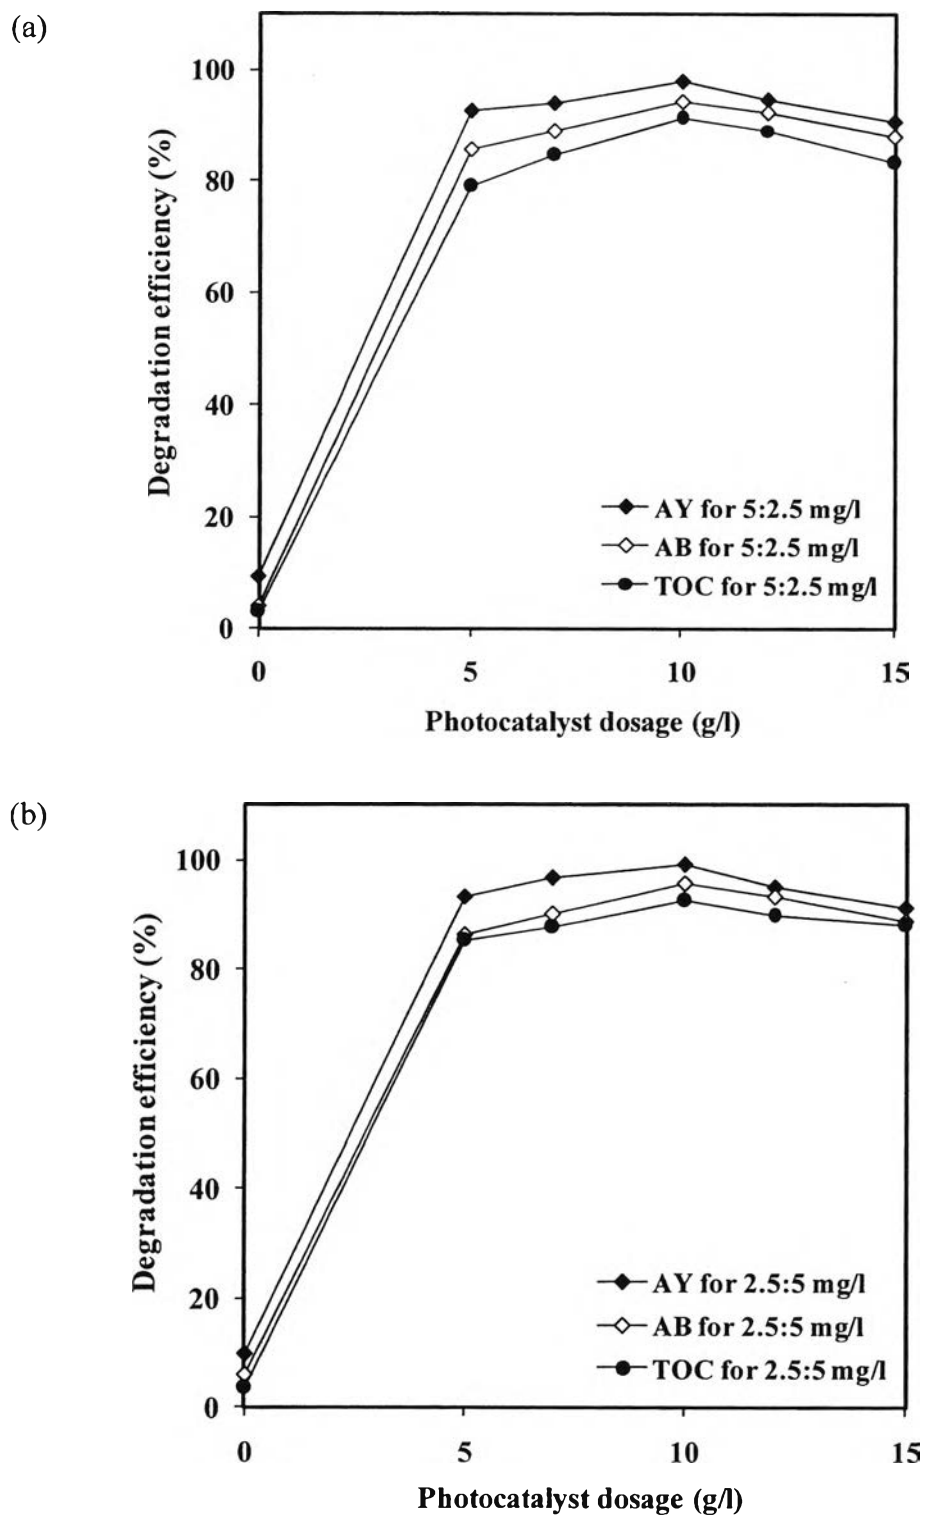 (a)
100
80
60
40
20
0
Degradation efficiency (%)
AY for 5:2.5 mg/l
AB for 5:2.5 mg/l
TOC for 5:2.5 mg/l
0 5 10 15
Photocatalyst dosage (g/l)
(b)
100
80
60
40
20
0
Degradation efficiency (%)
AY for 2.5:5 mg/l
AB for 2.5:5 mg/l
TOC for 2.5:5 mg/l
0 5 10 15
Photocatalyst dosage (g/l)